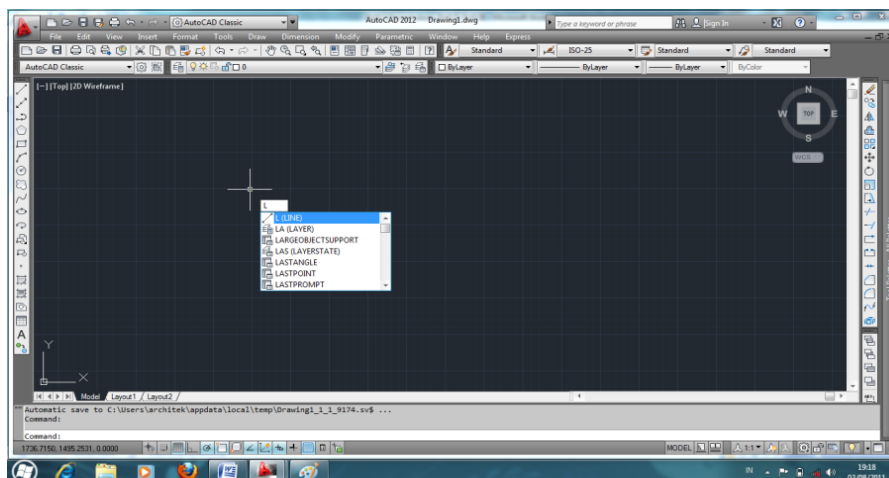 AutoCAD Classic
AutoCAD 2012 Drawing1.dwg
Type a keyword or phrase
Sign In
File Edit View Insert Format Tools Draw Dimension Modify Parametric Window Help Express
Standard
ISO-25
Standard
Standard
AutoCAD Classic
0
ByLayer
ByLayer
ByLayer
ByColor
[−] [Top] [2D Wireframe]
N
W TOP E
S
WCS
L
L (LINE)
LA (LAYER)
LARGEOBJECTSUPPORT
LAS (LAYERSTATE)
LASTANGLE
LASTPOINT
LASTPROMPT
A
Y
X
Model Layout1 Layout2
Automatic save to C:\Users\architek\appdata\local\temp\Drawing1_1_1_9174.sv$ ...
Command:
Command:
1736.7150, 1495.2531, 0.0000
MODEL
1:1
IN
19:18
02/08/2011